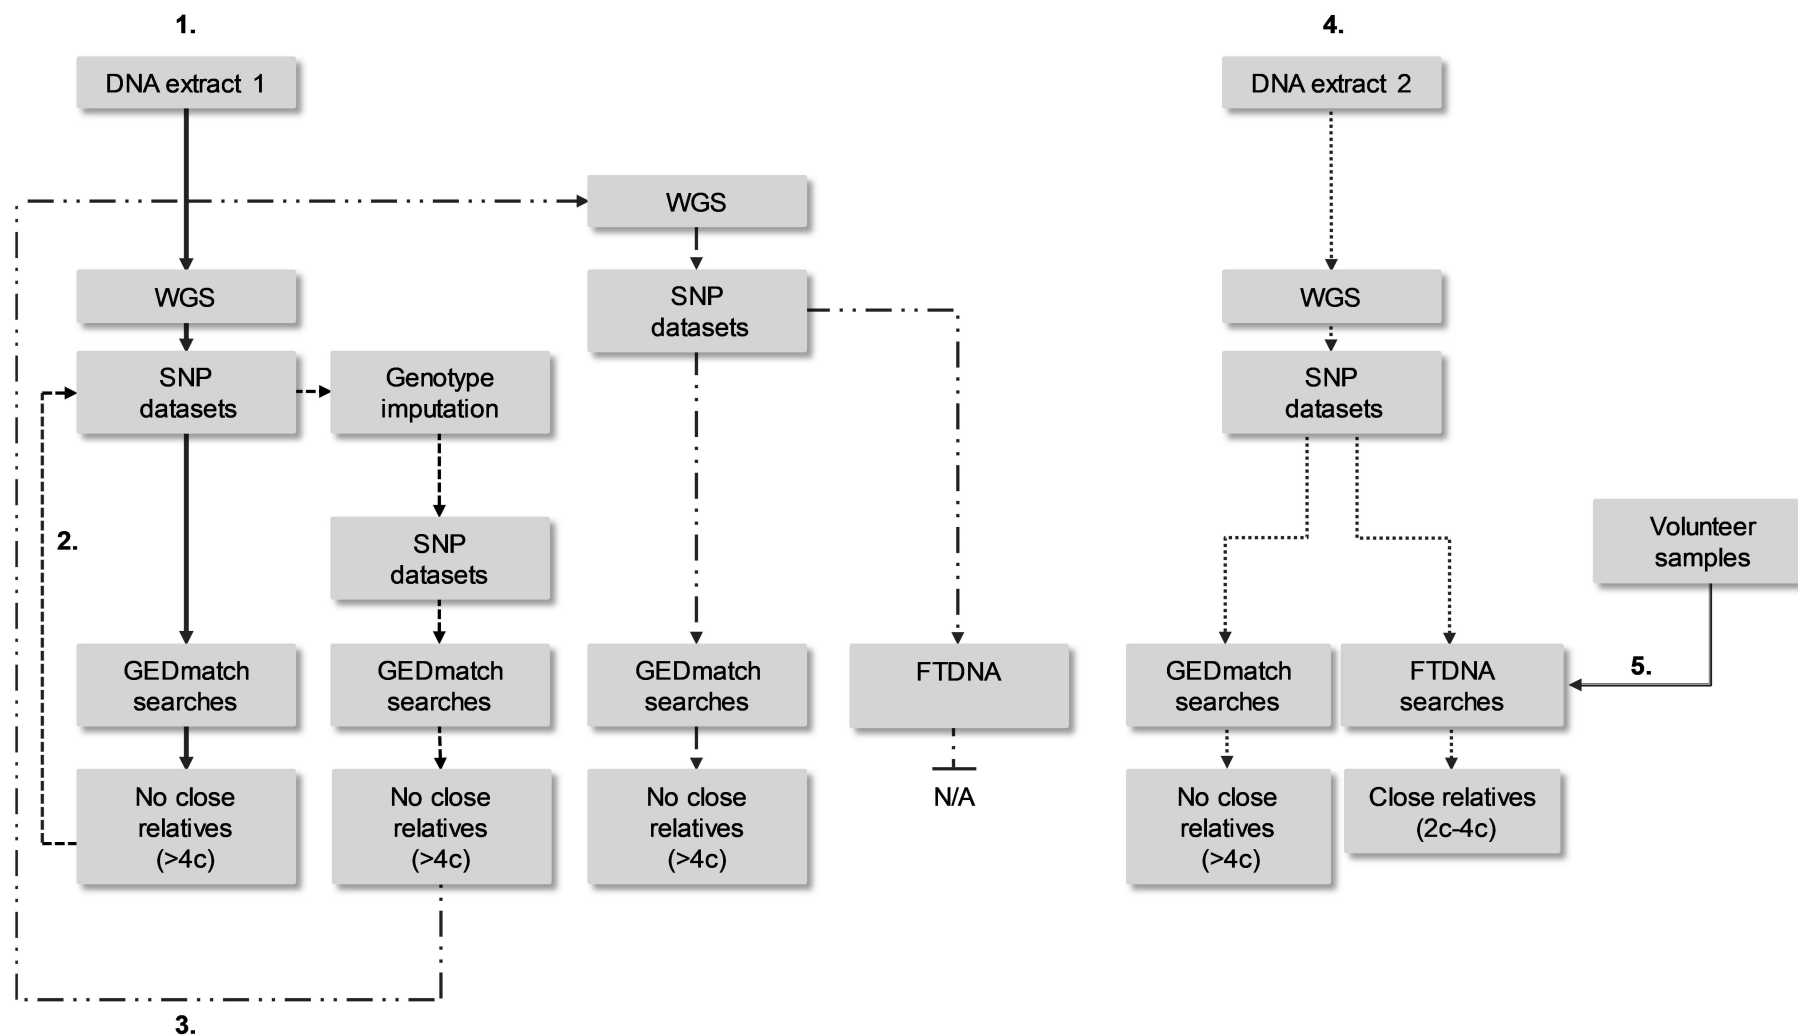 1.
DNA extract 1
WGS
SNP
datasets
Genotype
imputation
2.
SNP
datasets
GEDmatch
searches
GEDmatch
searches
No close
relatives
(>4c)
No close
relatives
(>4c)
3.
WGS
SNP
datasets
GEDmatch
searches
FTDNA
No close
relatives
(>4c)
N/A
4.
DNA extract 2
WGS
SNP
datasets
Volunteer
samples
5.
GEDmatch
searches
FTDNA
searches
No close
relatives
(>4c)
Close relatives
(2c-4c)